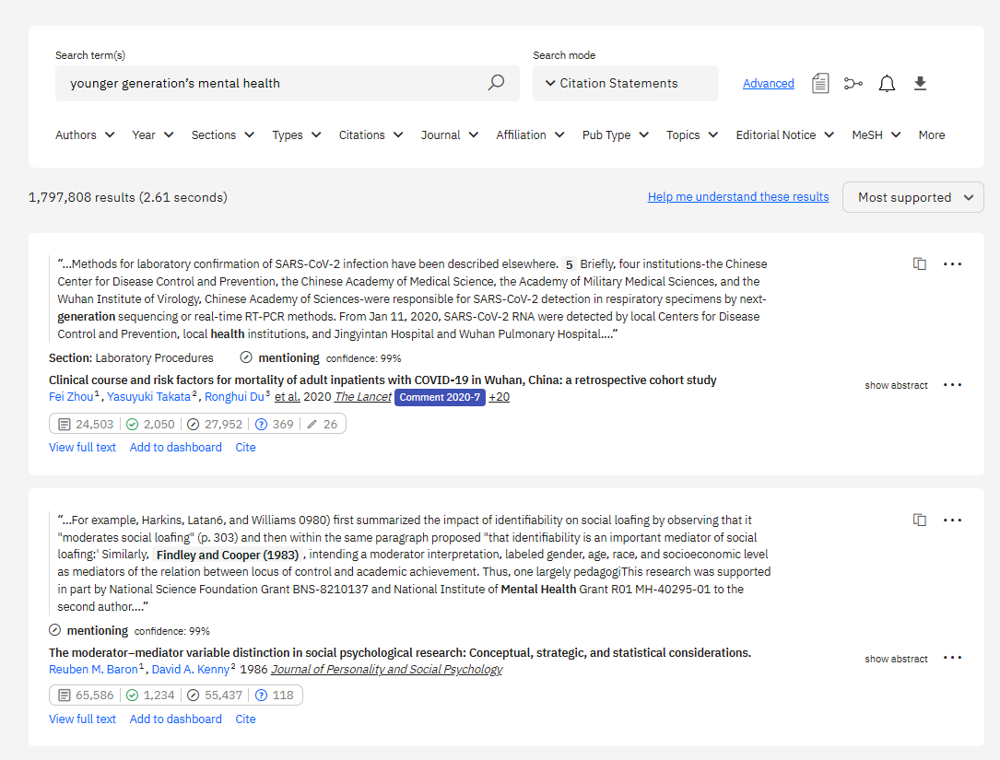 Search term(s)
Search mode
younger generation’s mental health
Citation Statements
Advanced
Authors Year Sections Types Citations Journal Affiliation Pub Type Topics Editorial Notice MeSH More
1,797,808 results (2.61 seconds)
Help me understand these results
Most supported
“...Methods for laboratory confirmation of SARS-CoV-2 infection have been described elsewhere. 5 Briefly, four institutions-the Chinese
Center for Disease Control and Prevention, the Chinese Academy of Medical Science, the Academy of Military Medical Sciences, and the
Wuhan Institute of Virology, Chinese Academy of Sciences-were responsible for SARS-CoV-2 detection in respiratory specimens by next-
generation sequencing or real-time RT-PCR methods. From Jan 11, 2020, SARS-CoV-2 RNA were detected by local Centers for Disease
Control and Prevention, local health institutions, and Jingyintan Hospital and Wuhan Pulmonary Hospital....”
Section: Laboratory Procedures mentioning confidence: 99%
Clinical course and risk factors for mortality of adult inpatients with COVID-19 in Wuhan, China: a retrospective cohort study
show abstract
Fei Zhou1, Yasuyuki Takata2, Ronghui Du3 et al. 2020 The Lancet Comment 2020-7 +20
24,503 2,050 27,952 369 26
View full text Add to dashboard Cite
“...For example, Harkins, Latan6, and Williams 0980) first summarized the impact of identifiability on social loafing by observing that it
"moderates social loafing" (p. 303) and then within the same paragraph proposed "that identifiability is an important mediator of social
loafing:' Similarly, Findley and Cooper (1983) , intending a moderator interpretation, labeled gender, age, race, and socioeconomic level
as mediators of the relation between locus of control and academic achievement. Thus, one largely pedagogiThis research was supported
in part by National Science Foundation Grant BNS-8210137 and National Institute of Mental Health Grant R01 MH-40295-01 to the
second author....”
mentioning confidence: 99%
The moderator–mediator variable distinction in social psychological research: Conceptual, strategic, and statistical considerations.
show abstract
Reuben M. Baron1, David A. Kenny2 1986 Journal of Personality and Social Psychology
65,586 1,234 55,437 118
View full text Add to dashboard Cite